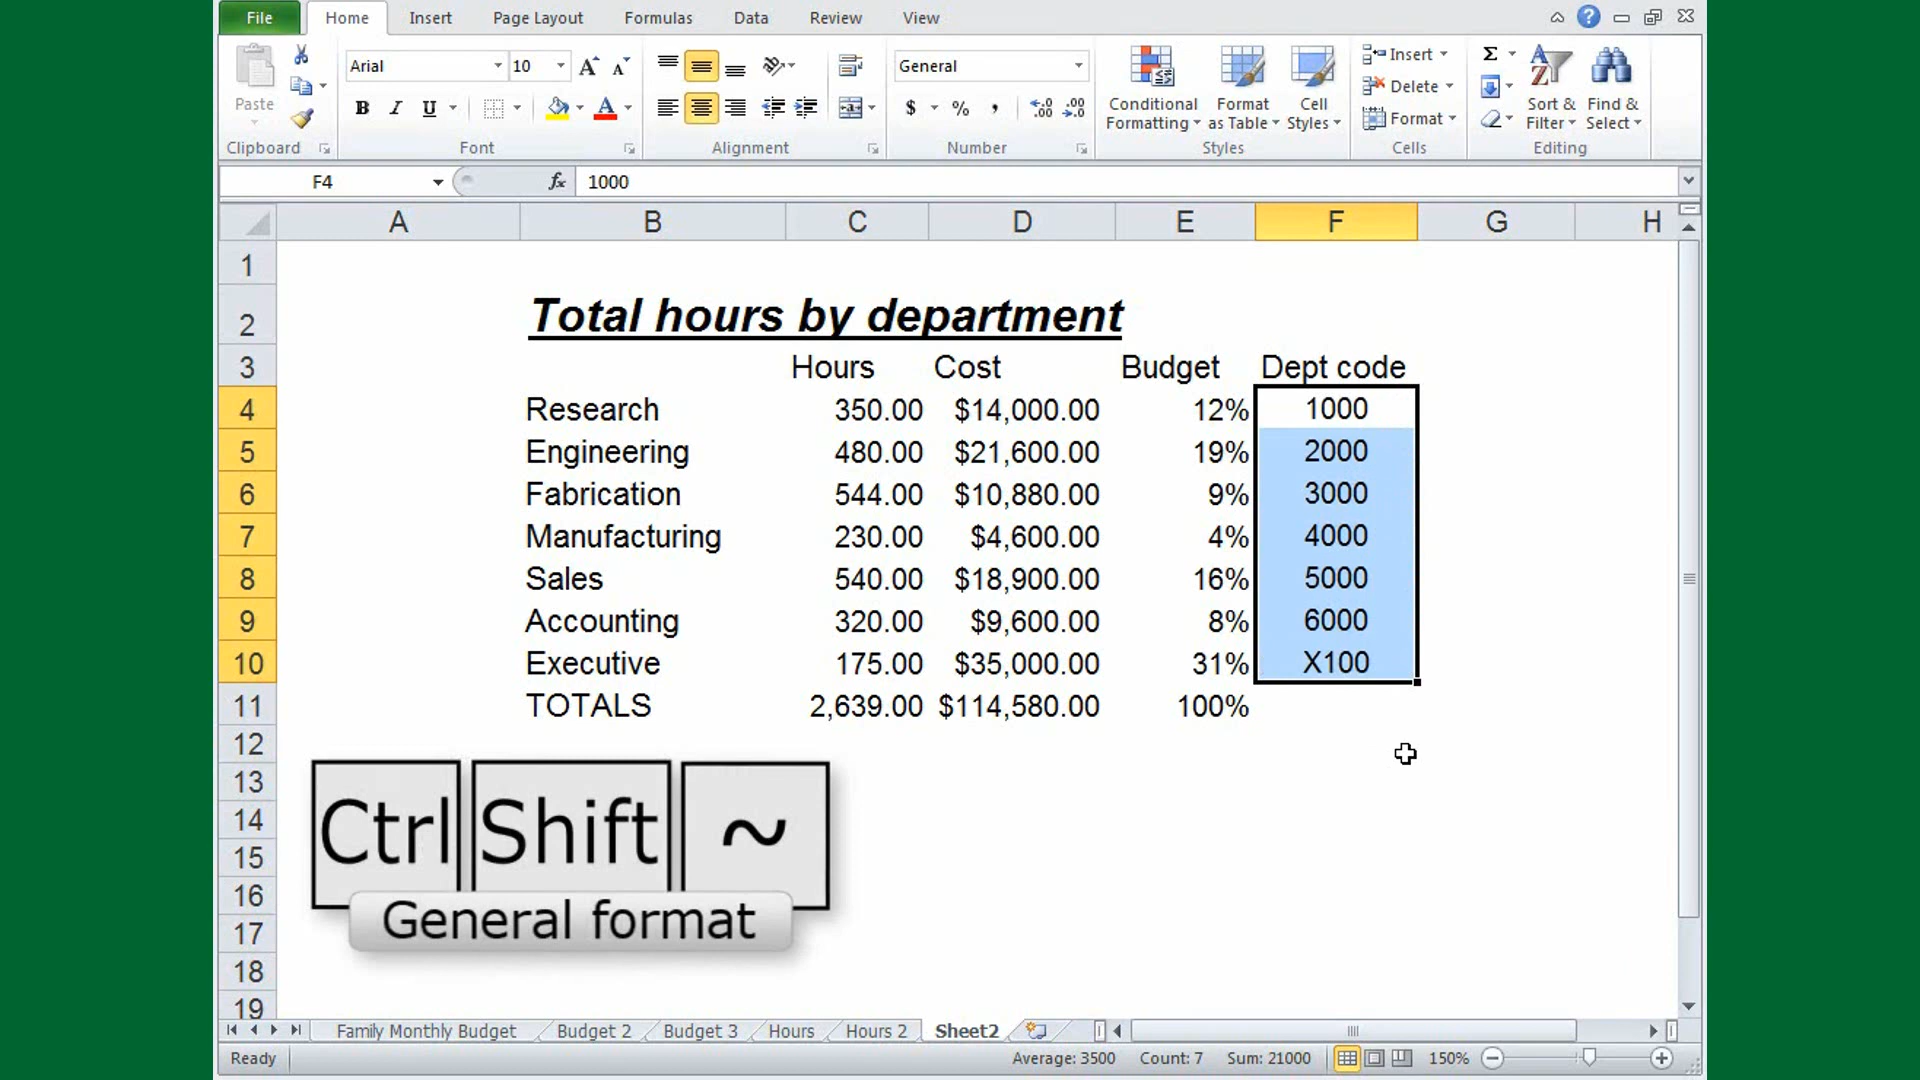 File Home Insert Page Layout Formulas Data Review View
Paste
Clipboard
Arial 10
B I U A
Font
Alignment
General
$ % , .00 .00
Number
Conditional Formatting
Format as Table
Cell Styles
Styles
Insert
Delete
Format
Cells
Σ
Sort & Filter
Find & Select
Editing
F4 fx 1000
A B C D E F G H
1
2 Total hours by department
3 Hours Cost Budget Dept code
4 Research 350.00 $14,000.00 12% 1000
5 Engineering 480.00 $21,600.00 19% 2000
6 Fabrication 544.00 $10,880.00 9% 3000
7 Manufacturing 230.00 $4,600.00 4% 4000
8 Sales 540.00 $18,900.00 16% 5000
9 Accounting 320.00 $9,600.00 8% 6000
10 Executive 175.00 $35,000.00 31% X100
11 TOTALS 2,639.00 $114,580.00 100%
12
13
14
15
16
17
18
19
Ctrl Shift ~
General format
Family Monthly Budget Budget 2 Budget 3 Hours Hours 2 Sheet2
Ready Average: 3500 Count: 7 Sum: 21000 150%